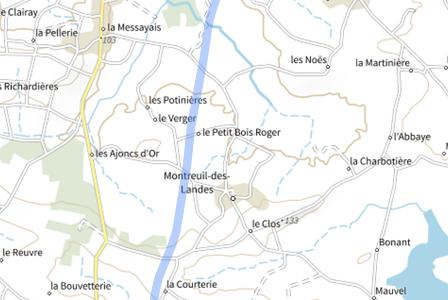 e Clairay
la Messayais
la Pellerie
103
les Noës
la Martinière
s Richardières
les Potinières
le Verger
le Petit Bois Roger
l'Abbaye
les Ajoncs d'Or
la Charbotière
Montreuil-des-
Landes
133
le Clos
Bonant
le Reuvre
la Bouvetterie
la Courterie
Mauvel